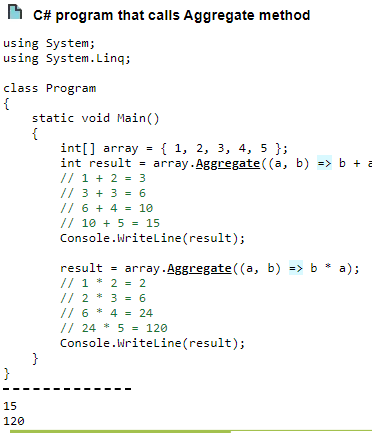 C# program that calls Aggregate method
using System;
using System.Linq;
class Program
{
static void Main()
{
int[] array = { 1, 2, 3, 4, 5 };
int result = array.Aggregate((a, b) => b + a
// 1 + 2 = 3
// 3 + 3 = 6
// 6 + 4 = 10
// 10 + 5 = 15
Console.WriteLine(result);
result = array.Aggregate((a, b) => b * a);
// 1 * 2 = 2
// 2 * 3 = 6
// 6 * 4 = 24
// 24 * 5 = 120
Console.WriteLine(result);
}
}
15
120